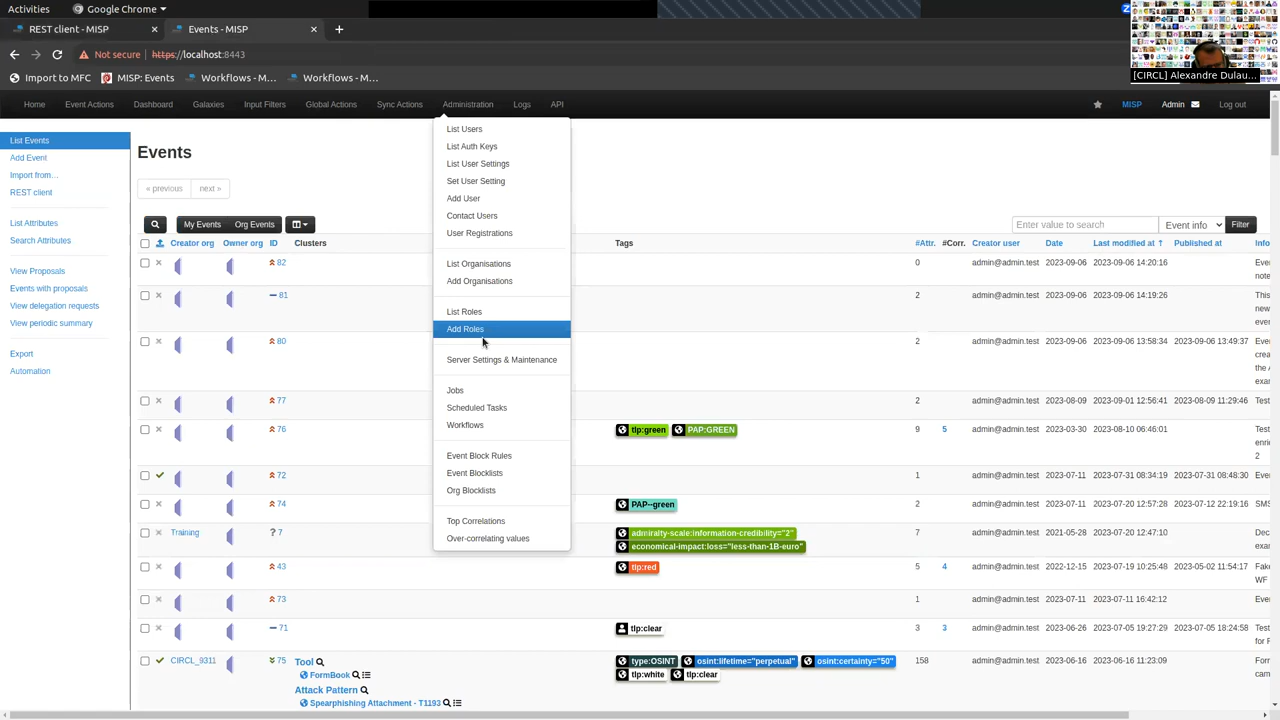 Activities
Google Chrome
REST client - MISP
Events - MISP
Not secure
https://localhost:8443
Import to MFC
MISP: Events
Workflows - M...
Workflows - M...
[CIRCL] Alexandre Dulau...
Home
Event Actions
Dashboard
Galaxies
Input Filters
Global Actions
Sync Actions
Administration
Logs
API
MISP
Admin
Log out
List Events
Add Event
Import from...
REST client
List Attributes
Search Attributes
View Proposals
Events with proposals
View delegation requests
View periodic summary
Export
Automation
List Users
List Auth Keys
List User Settings
Set User Setting
Add User
Contact Users
User Registrations
List Organisations
Add Organisations
List Roles
Add Roles
Server Settings & Maintenance
Jobs
Scheduled Tasks
Workflows
Event Block Rules
Event Blocklists
Org Blocklists
Top Correlations
Over-correlating values
Events
« previous
next »
My Events
Org Events
Enter value to search
Event info
Filter
Creator org Owner org ID Clusters Tags #Attr. #Corr. Creator user Date Last modified at ↑ Published at Info
82 0 admin@admin.test 2023-09-06 2023-09-06 14:20:16
81 2 admin@admin.test 2023-09-06 2023-09-06 14:19:26 This
new
80 2 admin@admin.test 2023-09-06 2023-09-06 13:58:34 2023-09-06 13:49:37
crea
the A
exar
77 2 admin@admin.test 2023-08-09 2023-09-01 12:56:41 2023-08-09 11:29:46 Test
76 tlp:green PAP:GREEN 9 5 admin@admin.test 2023-03-30 2023-08-10 06:46:01 Test
enri
2
72 1 admin@admin.test 2023-07-11 2023-07-31 08:34:19 2023-07-31 08:48:30
74 PAP--green 2 admin@admin.test 2023-07-11 2023-07-20 12:57:28 2023-07-12 22:19:16 SMS
Training ? 7 admiralty-scale:information-credibility="2" 7 admin@admin.test 2021-05-28 2023-07-20 12:47:10
economical-impact:loss="less-than-1B-euro"
43 tlp:red 5 4 admin@admin.test 2022-12-15 2023-07-19 10:25:48 2023-05-02 11:54:17 Fake
WF
73 1 admin@admin.test 2023-07-11 2023-07-11 16:42:12
71 tlp:clear 3 3 admin@admin.test 2023-06-26 2023-07-05 19:27:29 2023-07-05 18:24:58 Test
for F
CIRCL_9311 75 Tool type:OSINT osint:lifetime="perpetual" osint:certainty="50" 158 admin@admin.test 2023-06-16 2023-06-16 11:23:09
FormBook tlp:white tlp:clear cam
Attack Pattern
Spearphishing Attachment - T1193